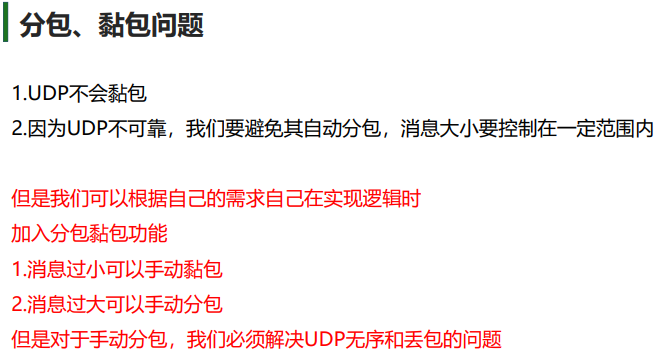 分包、黏包问题
1.UDP不会黏包
2.因为UDP不可靠，我们要避免其自动分包，消息大小要控制在一定范围内
但是我们可以根据自己的需求自己在实现逻辑时
加入分包黏包功能
1.消息过小可以手动黏包
2.消息过大可以手动分包
但是对于手动分包，我们必须解决UDP无序和丢包的问题